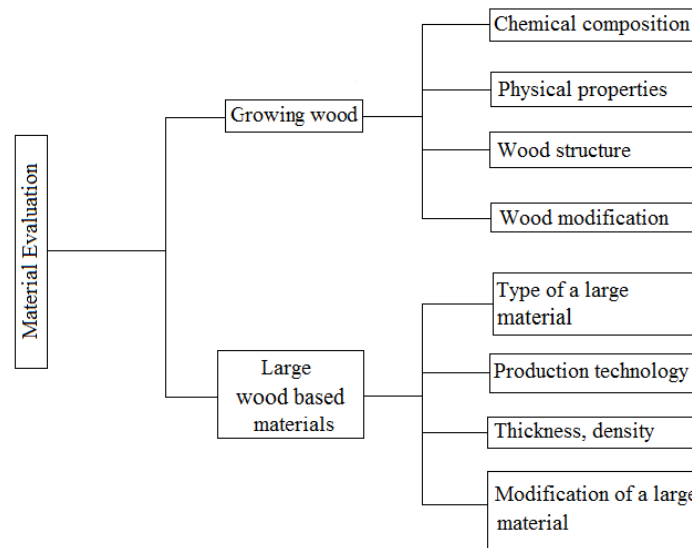 Material Evaluation
Growing wood
Chemical composition
Physical properties
Wood structure
Wood modification
Large
wood based
materials
Type of a large
material
Production technology
Thickness, density
Modification of a large
material